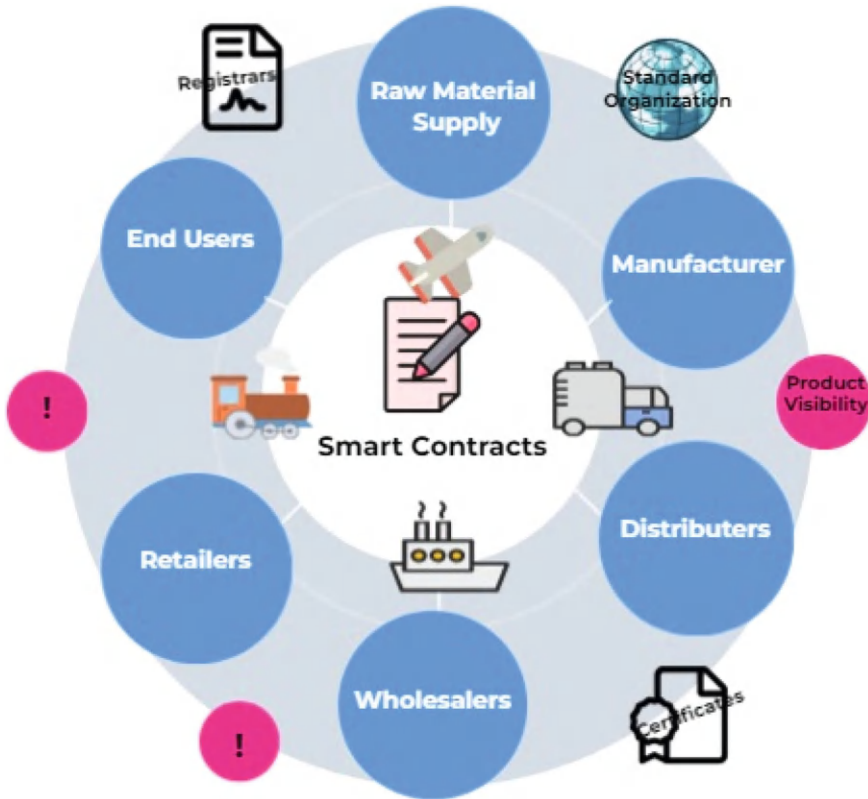 Registrars
Raw Material
Supply
Standard
Organization
End Users
Manufacturer
!
Product
Visibility
Smart Contracts
Retailers
Distributers
Wholesalers
!
Certificates